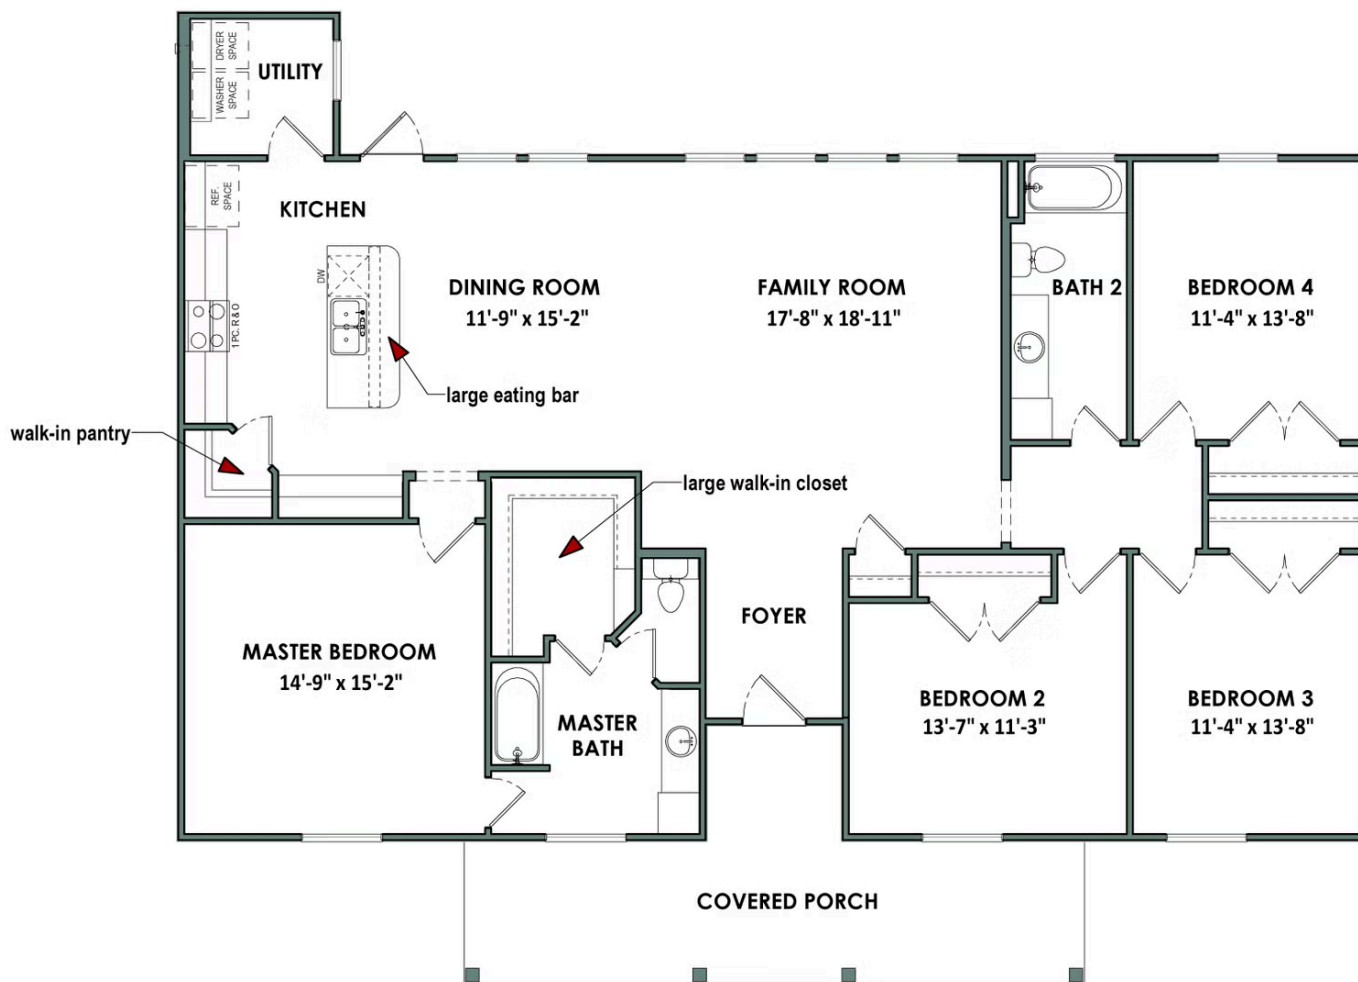 DRYER
SPACE
WASHER
SPACE
UTILITY
REF.
SPACE
KITCHEN
DW
1 PC. R & O
DINING ROOM
11'-9" x 15'-2"
FAMILY ROOM
17'-8" x 18'-11"
BATH 2
BEDROOM 4
11'-4" x 13'-8"
large eating bar
walk-in pantry
large walk-in closet
FOYER
MASTER BEDROOM
14'-9" x 15'-2"
MASTER
BATH
BEDROOM 2
13'-7" x 11'-3"
BEDROOM 3
11'-4" x 13'-8"
COVERED PORCH